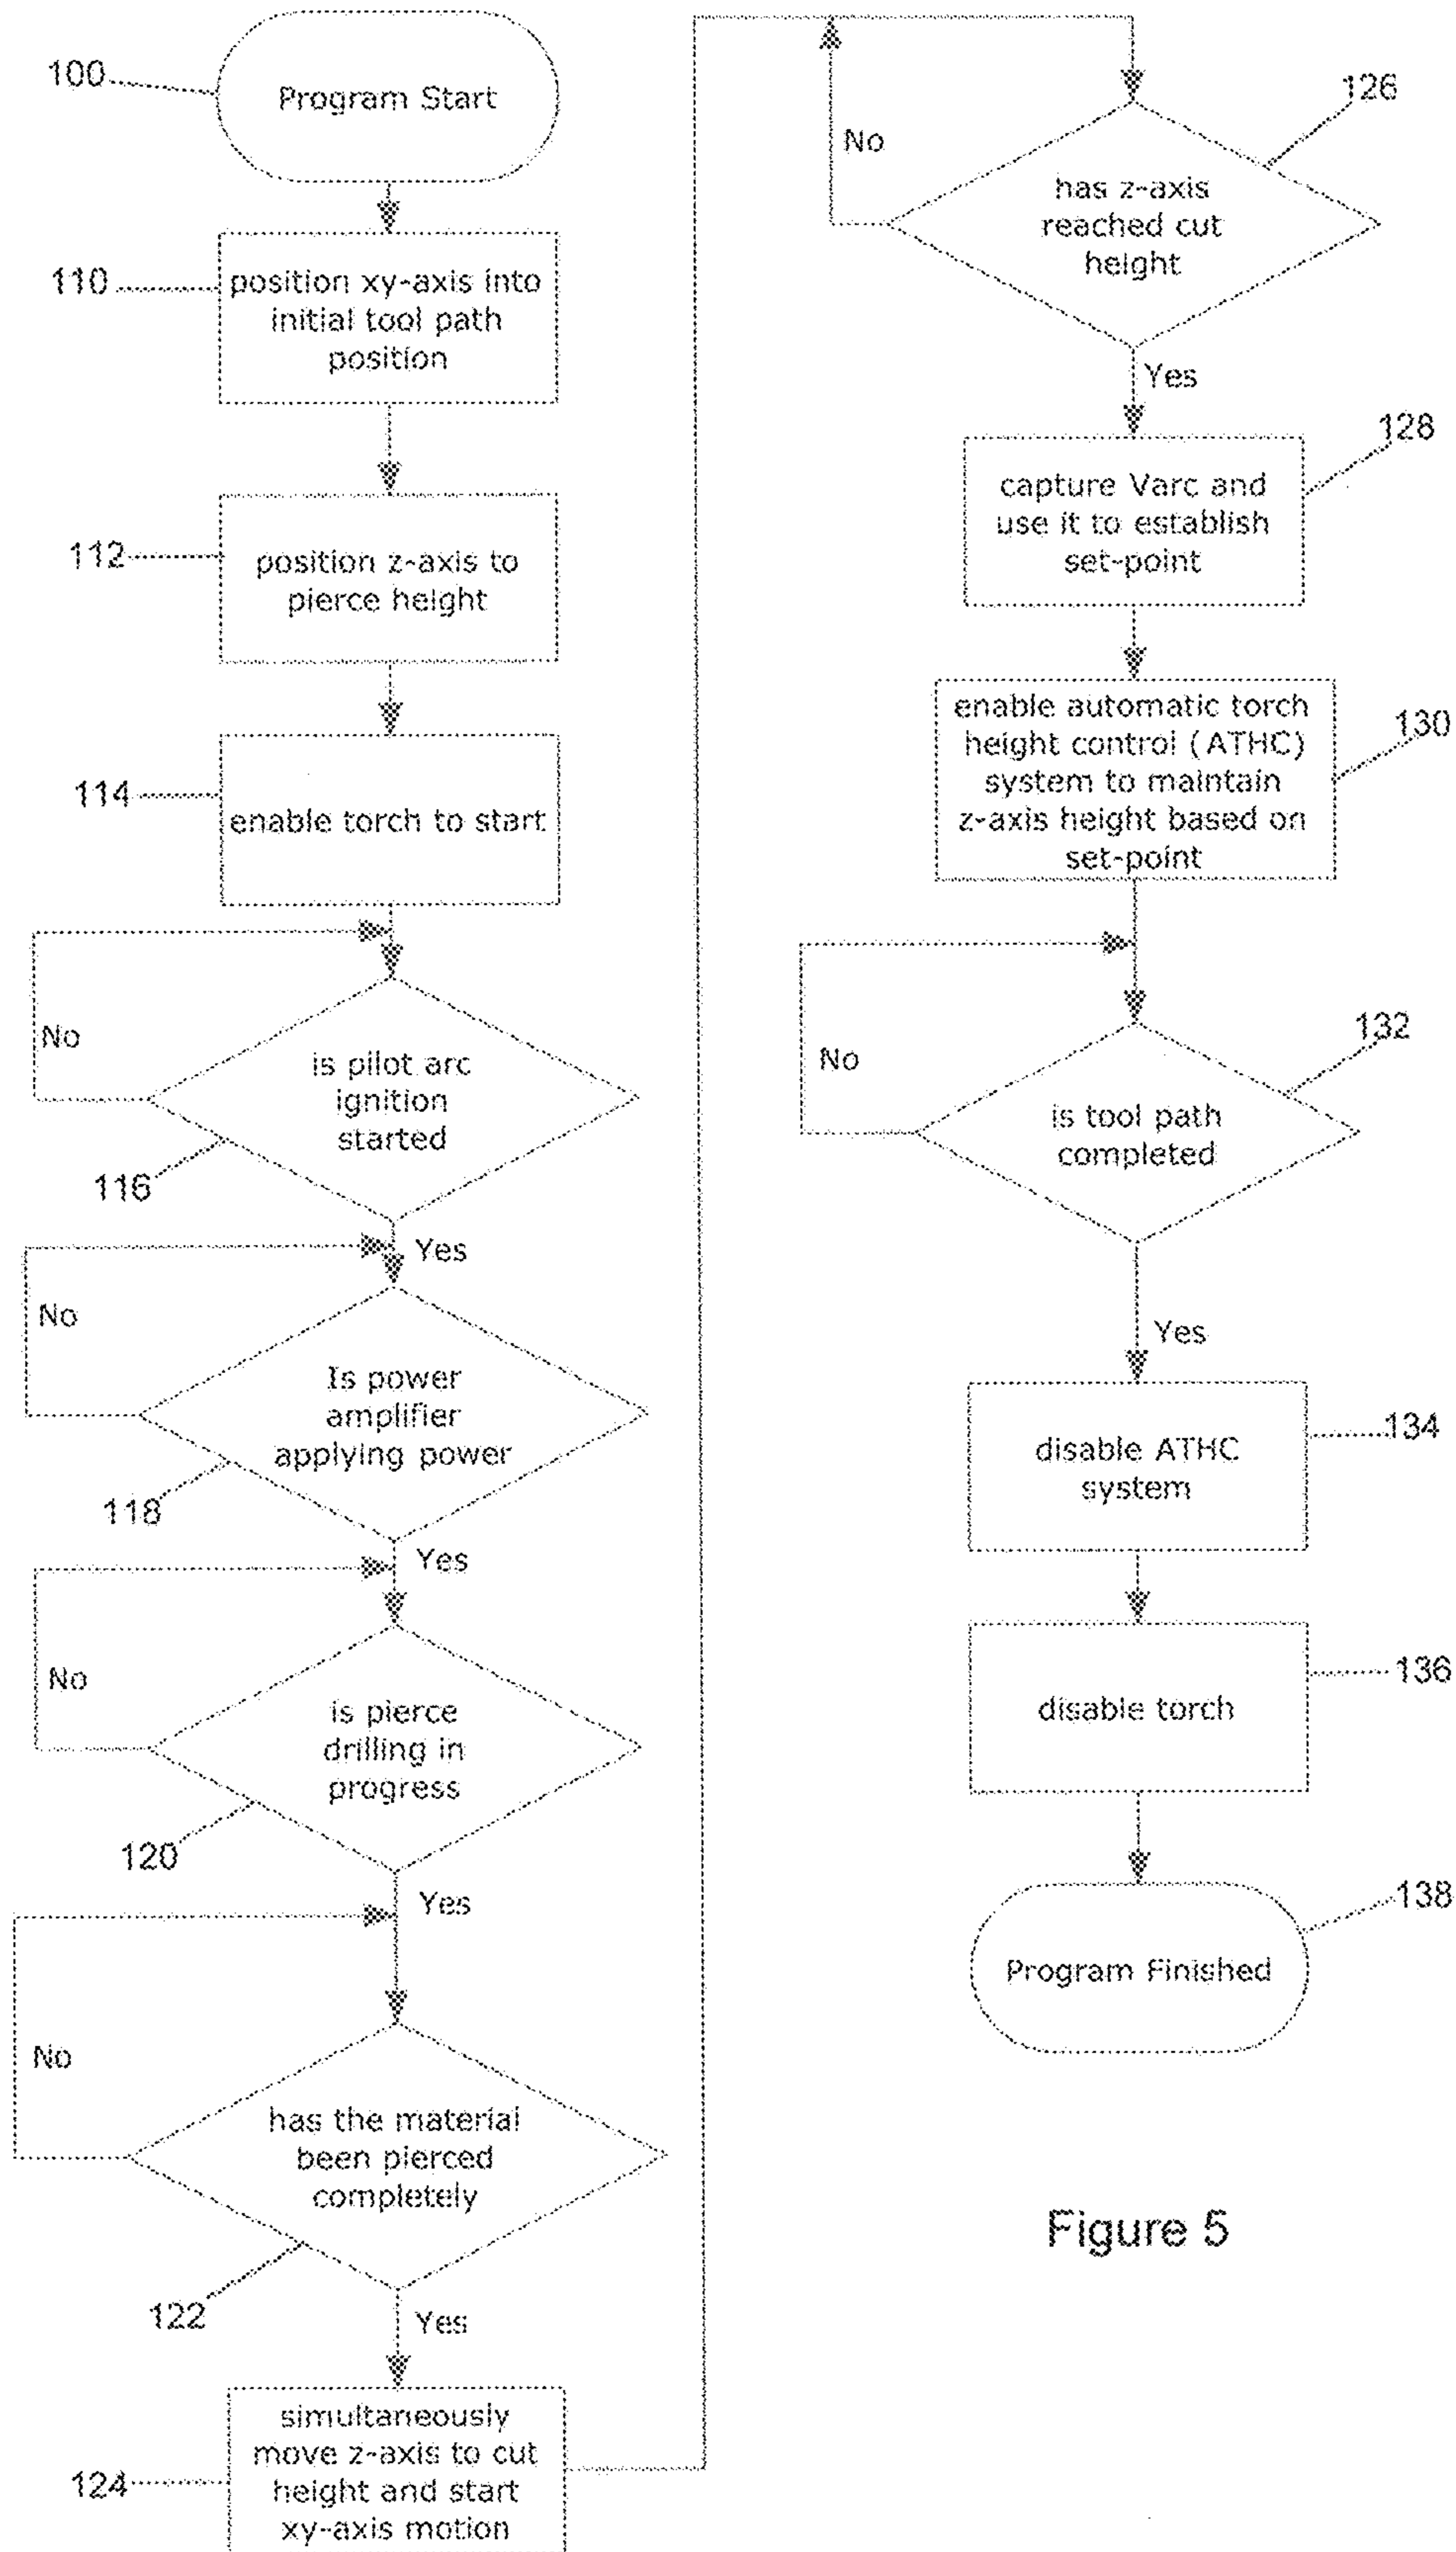 100
Program Start
110
position xy-axis into
initial tool path
position
112
position z-axis to
pierce height
114
enable torch to start
No
is pilot arc
ignition
started
116
Yes
No
Is power
amplifier
applying power
118
Yes
No
is pierce
drilling in
progress
120
Yes
No
has the material
been pierced
completely
122
Yes
simultaneously
move z-axis to cut
height and start
xy-axis motion
124
126
No
has z-axis
reached cut
height
Yes
128
capture Varc and
use it to establish
set-point
130
enable automatic torch
height control (ATHC)
system to maintain
z-axis height based on
set-point
132
No
is tool path
completed
Yes
134
disable ATHC
system
136
disable torch
138
Program Finished
Figure 5